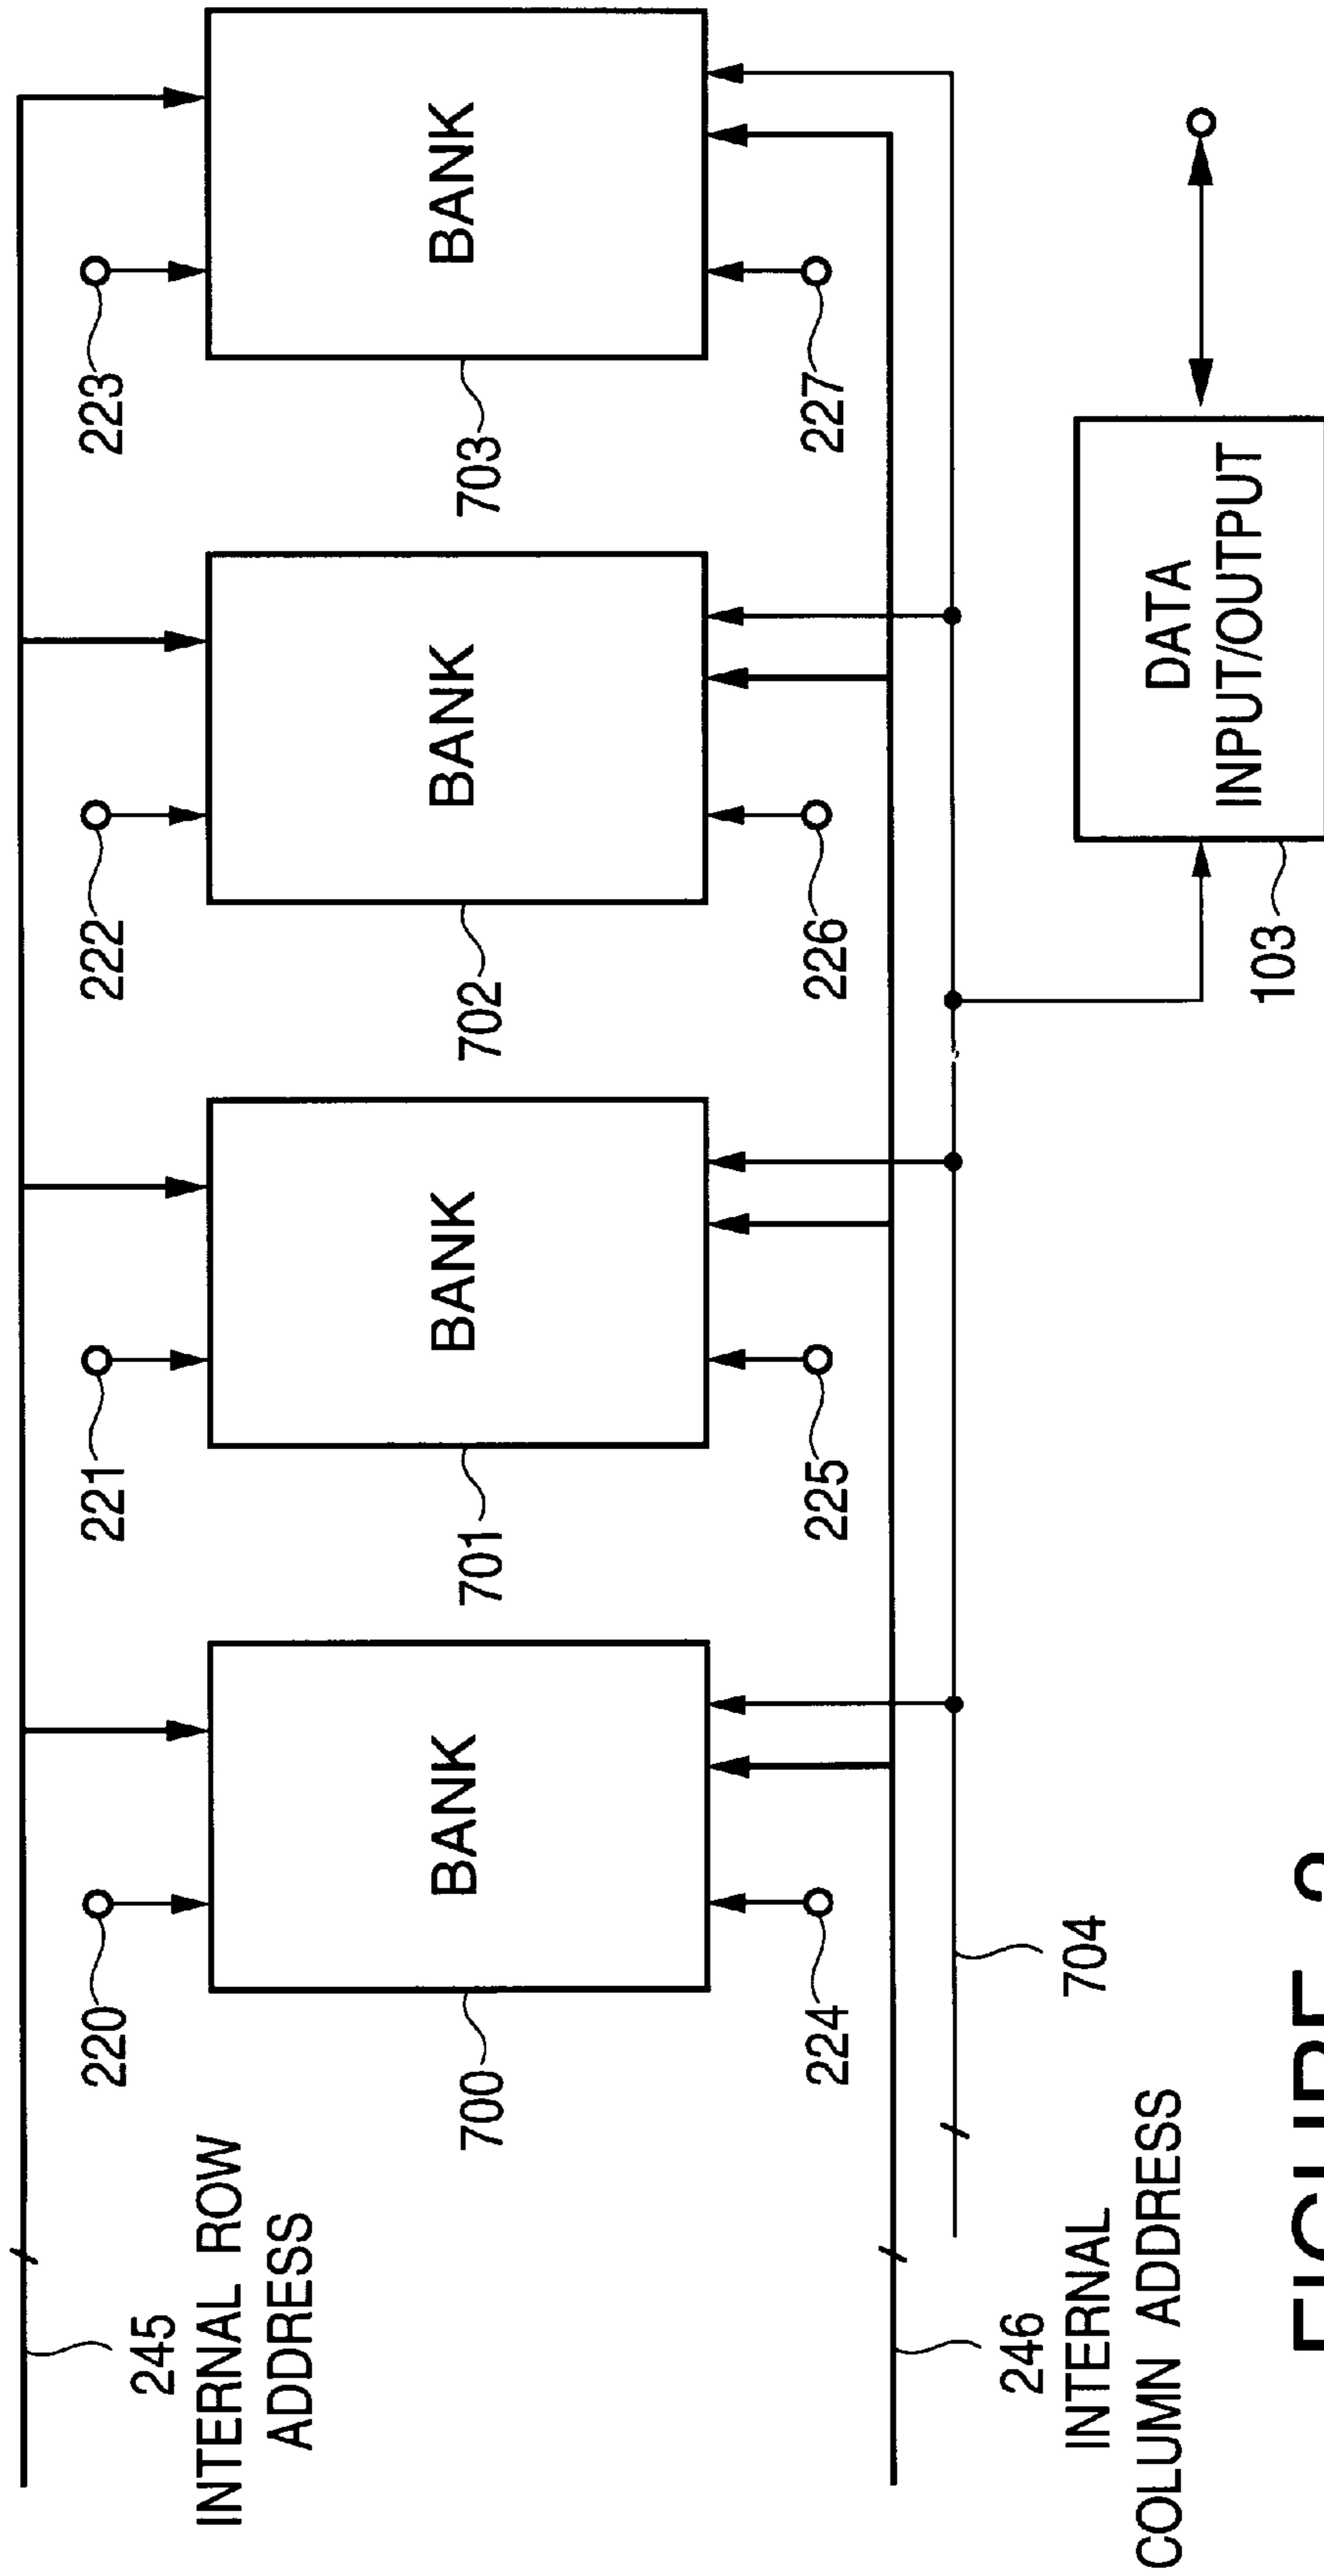 245
INTERNAL ROW
ADDRESS
220
221
222
223
BANK
BANK
BANK
BANK
700
701
702
703
224
225
226
227
246
INTERNAL
COLUMN ADDRESS
704
DATA
INPUT/OUTPUT
103
FIGURE